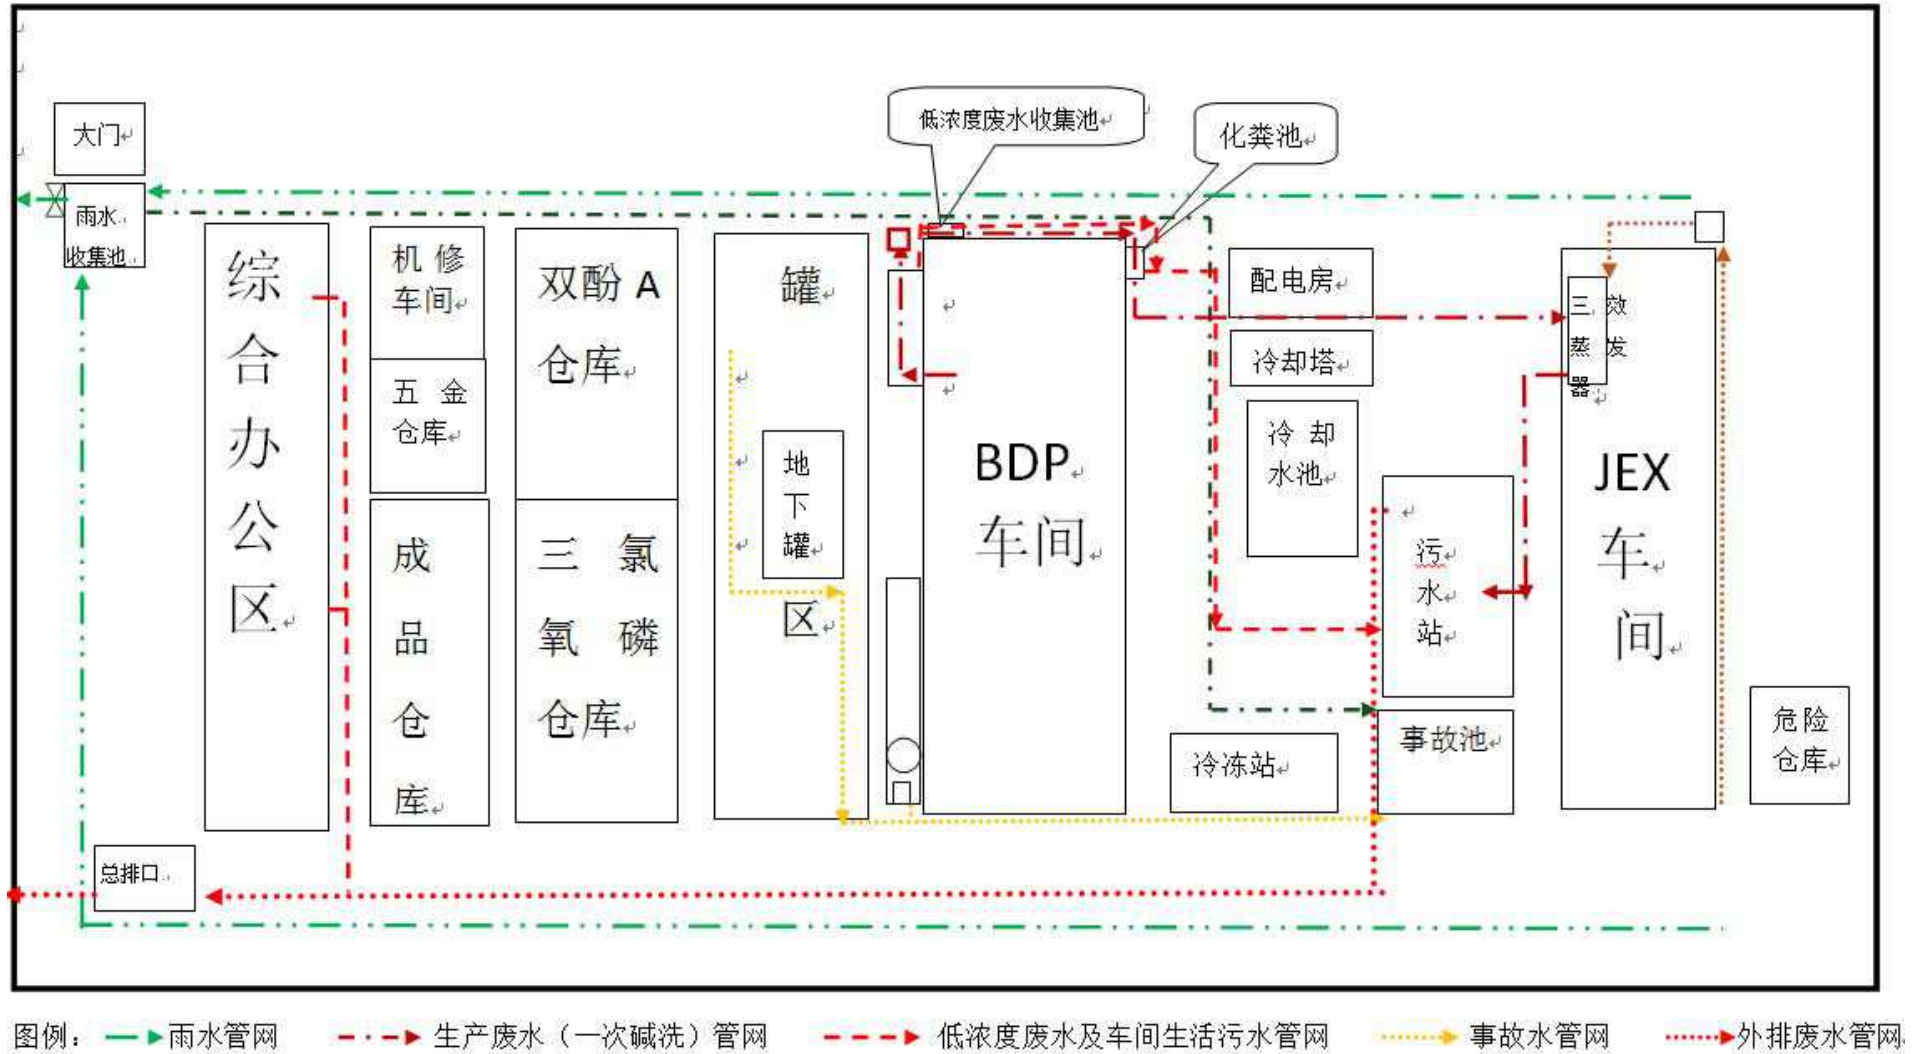 低浓度废水收集池
化粪池
大门
雨水
收集池
综
合
办
公
区
机 修
车间
五 金
仓库
成
品
仓
库
双酚 A
仓库
三 氯
氧 磷
仓库
罐
区
地
下
罐
BDP
车间
配电房
冷却塔
冷 却
水池
污
水
站
事故池
冷冻站
三 效
蒸 发
器
JEX
车
间
危险
仓库
总排口
图例： 雨水管网 生产废水（一次碱洗）管网 低浓度废水及车间生活污水管网 事故水管网 外排废水管网